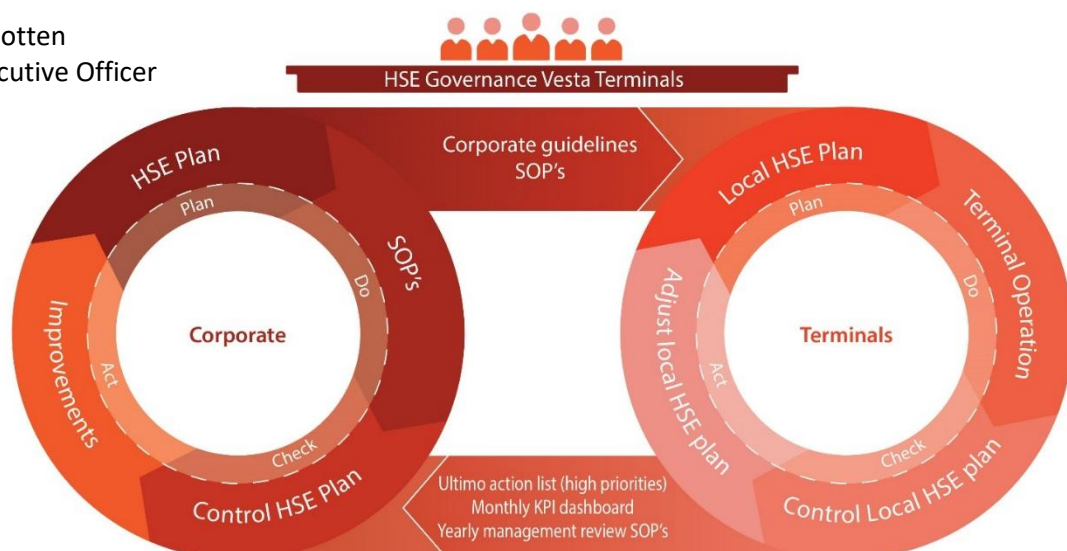 otten
cutive Officer
HSE Governance Vesta Terminals
Corporate guidelines
SOP's
HSE Plan
Plan
SOP's
Do
Corporate
Improvements
Act
Check
Control HSE Plan
Local HSE Plan
Plan
Terminal Operation
Do
Terminals
Adjust local HSE plan
Act
Check
Control Local HSE plan
Ultimo action list (high priorities)
Monthly KPI dashboard
Yearly management review SOP's